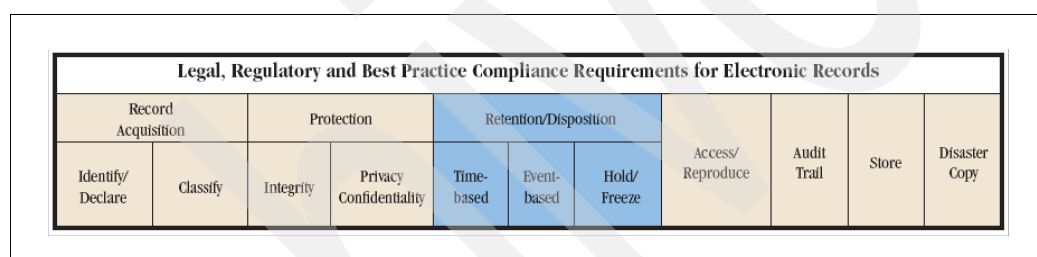 Legal, Regulatory and Best Practice Compliance Requirements for Electronic Records
Record
Acquisition
Protection
Retention/Disposition
Access/
Reproduce
Audit
Trail
Store
Disaster
Copy
Identify/
Declare
Classify
Integrity
Privacy
Confidentiality
Time-
based
Event-
based
Hold/
Freeze